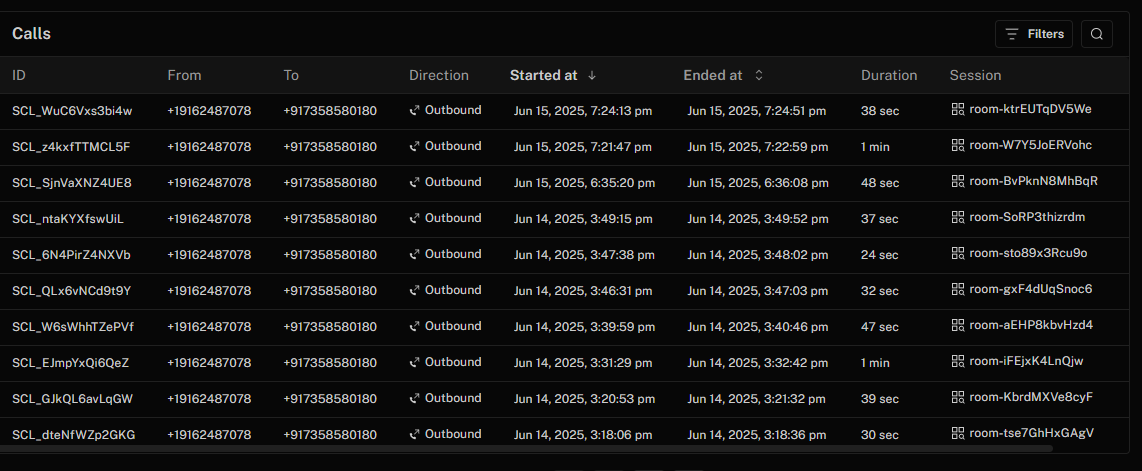 Calls
Filters
ID From To Direction Started at Ended at Duration Session
SCL_WuC6Vxs3bi4w +19162487078 +917358580180 Outbound Jun 15, 2025, 7:24:13 pm Jun 15, 2025, 7:24:51 pm 38 sec room-ktrEUTqDV5We
SCL_z4kxfTTMCL5F +19162487078 +917358580180 Outbound Jun 15, 2025, 7:21:47 pm Jun 15, 2025, 7:22:59 pm 1 min room-W7Y5JoERVohc
SCL_SjnVaXNZ4UE8 +19162487078 +917358580180 Outbound Jun 15, 2025, 6:35:20 pm Jun 15, 2025, 6:36:08 pm 48 sec room-BvPknN8MhBqR
SCL_ntaKYXfswUiL +19162487078 +917358580180 Outbound Jun 14, 2025, 3:49:15 pm Jun 14, 2025, 3:49:52 pm 37 sec room-SoRP3thizrdm
SCL_6N4PirZ4NXVb +19162487078 +917358580180 Outbound Jun 14, 2025, 3:47:38 pm Jun 14, 2025, 3:48:02 pm 24 sec room-sto89x3Rcu9o
SCL_QLx6vNCd9t9Y +19162487078 +917358580180 Outbound Jun 14, 2025, 3:46:31 pm Jun 14, 2025, 3:47:03 pm 32 sec room-gxF4dUqSnoc6
SCL_W6sWhhTZePVf +19162487078 +917358580180 Outbound Jun 14, 2025, 3:39:59 pm Jun 14, 2025, 3:40:46 pm 47 sec room-aEHP8kbvHzd4
SCL_EJmpYxQi6QeZ +19162487078 +917358580180 Outbound Jun 14, 2025, 3:31:29 pm Jun 14, 2025, 3:32:42 pm 1 min room-iFEjxK4LnQjw
SCL_GJkQL6avLqGW +19162487078 +917358580180 Outbound Jun 14, 2025, 3:20:53 pm Jun 14, 2025, 3:21:32 pm 39 sec room-KbrdMXVe8cyF
SCL_dteNfWZp2GKG +19162487078 +917358580180 Outbound Jun 14, 2025, 3:18:06 pm Jun 14, 2025, 3:18:36 pm 30 sec room-tse7GhHxGAgV